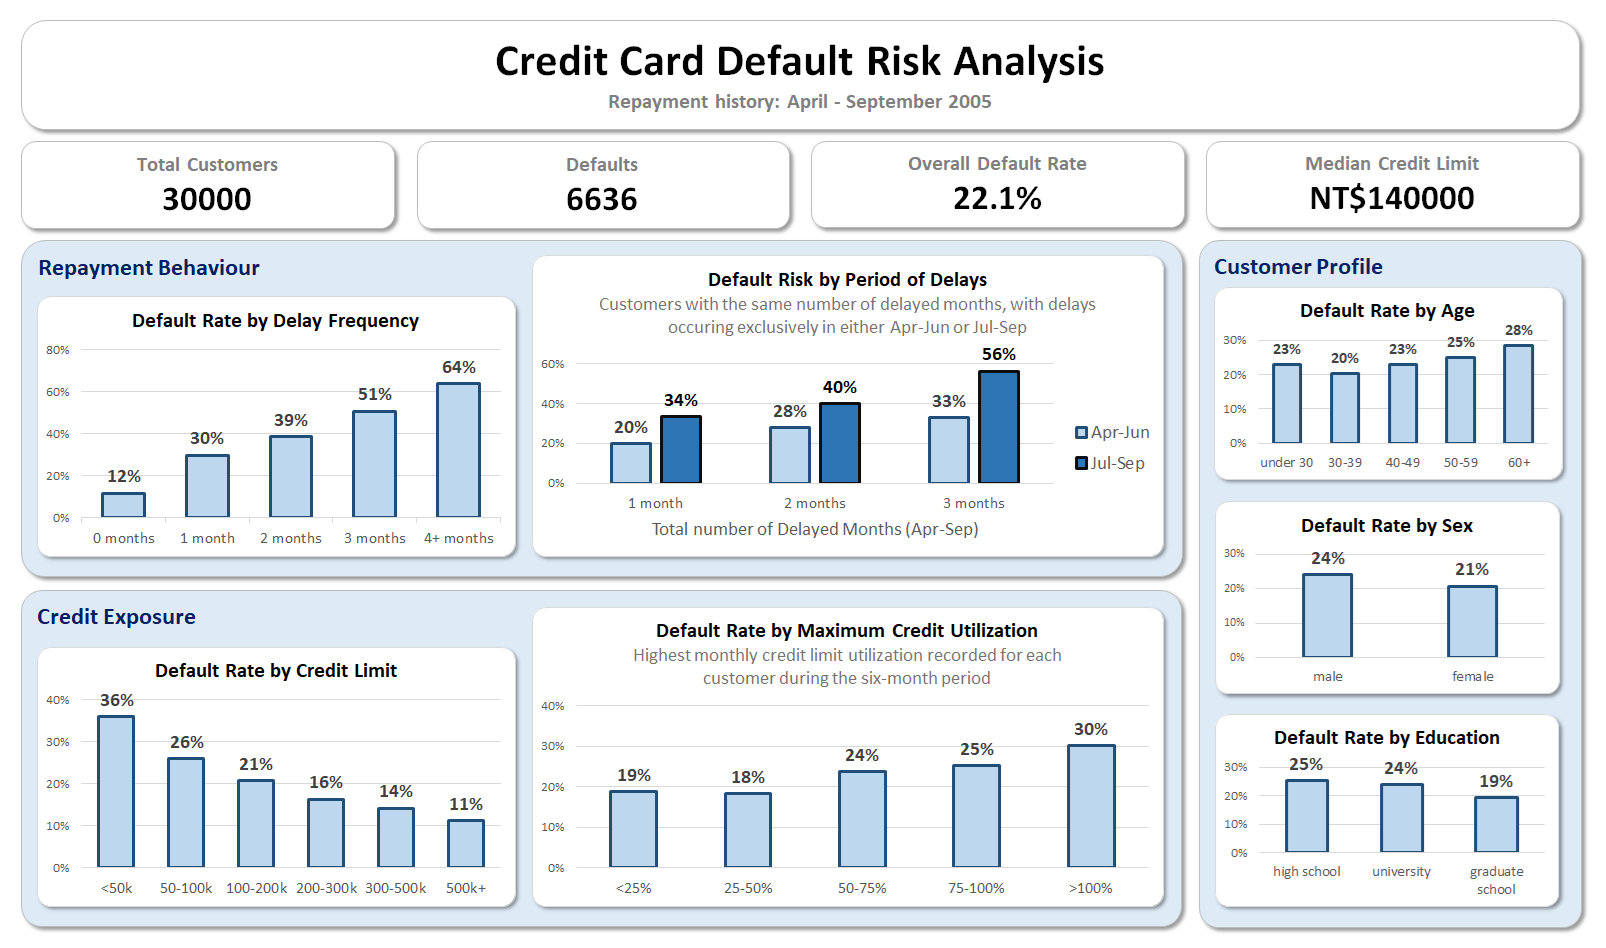 Credit Card Default Risk Analysis
Repayment history: April - September 2005
Total Customers
30000
Defaults
6636
Overall Default Rate
22.1%
Median Credit Limit
NT$140000
Repayment Behaviour
Default Rate by Delay Frequency
80%
60%
40%
20%
0%
12%
30%
39%
51%
64%
0 months
1 month
2 months
3 months
4+ months
Default Risk by Period of Delays
Customers with the same number of delayed months, with delays
occuring exclusively in either Apr-Jun or Jul-Sep
60%
40%
20%
0%
20%
34%
28%
40%
33%
56%
1 month
2 months
3 months
Total number of Delayed Months (Apr-Sep)
Apr-Jun
Jul-Sep
Credit Exposure
Default Rate by Credit Limit
40%
30%
20%
10%
0%
36%
26%
21%
16%
14%
11%
<50k
50-100k
100-200k
200-300k
300-500k
500k+
Default Rate by Maximum Credit Utilization
Highest monthly credit limit utilization recorded for each
customer during the six-month period
40%
30%
20%
10%
0%
19%
18%
24%
25%
30%
<25%
25-50%
50-75%
75-100%
>100%
Customer Profile
Default Rate by Age
30%
20%
10%
0%
23%
20%
23%
25%
28%
under 30
30-39
40-49
50-59
60+
Default Rate by Sex
30%
20%
10%
0%
24%
21%
male
female
Default Rate by Education
30%
20%
10%
0%
25%
24%
19%
high school
university
graduate
school